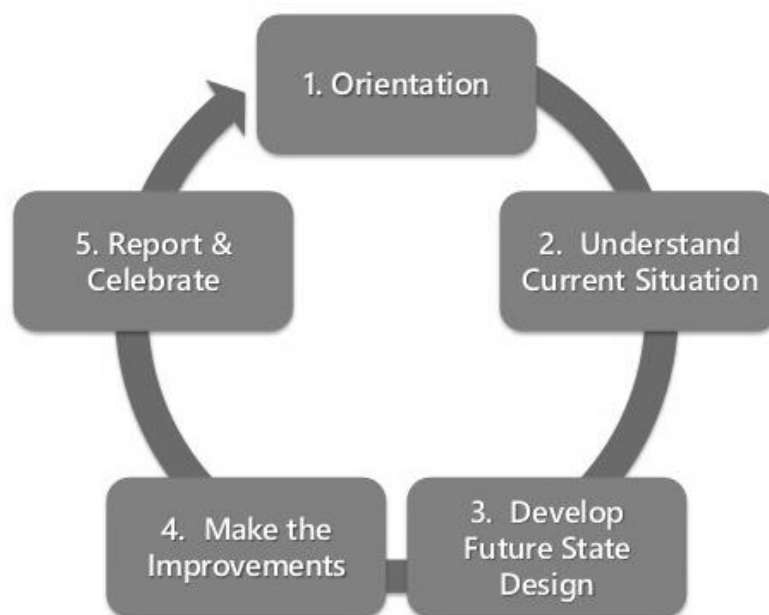 1. Orientation
2. Understand
Current Situation
3. Develop
Future State
Design
4. Make the
Improvements
5. Report &
Celebrate